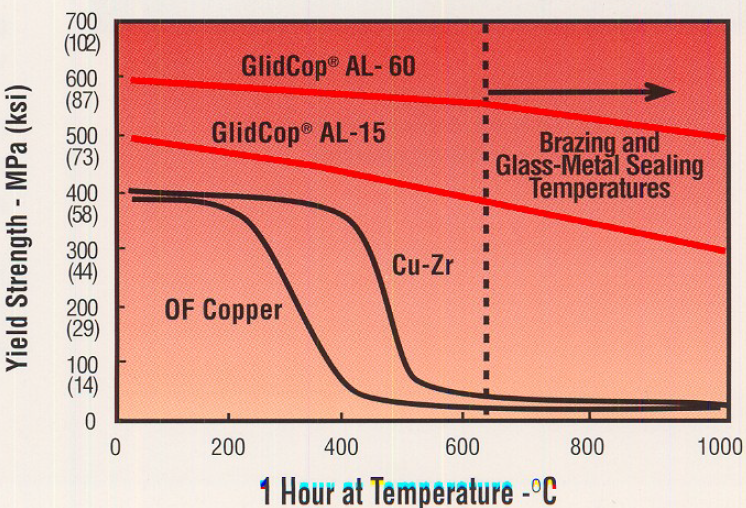 700
(102)
600
(87)
500
(73)
400
(58)
300
(44)
200
(29)
100
(14)
0
Yield Strength - MPa (ksi)
GlidCop® AL- 60
GlidCop® AL-15
Brazing and
Glass-Metal Sealing
Temperatures
Cu-Zr
OF Copper
0 200 400 600 800 1000
1 Hour at Temperature -ºC